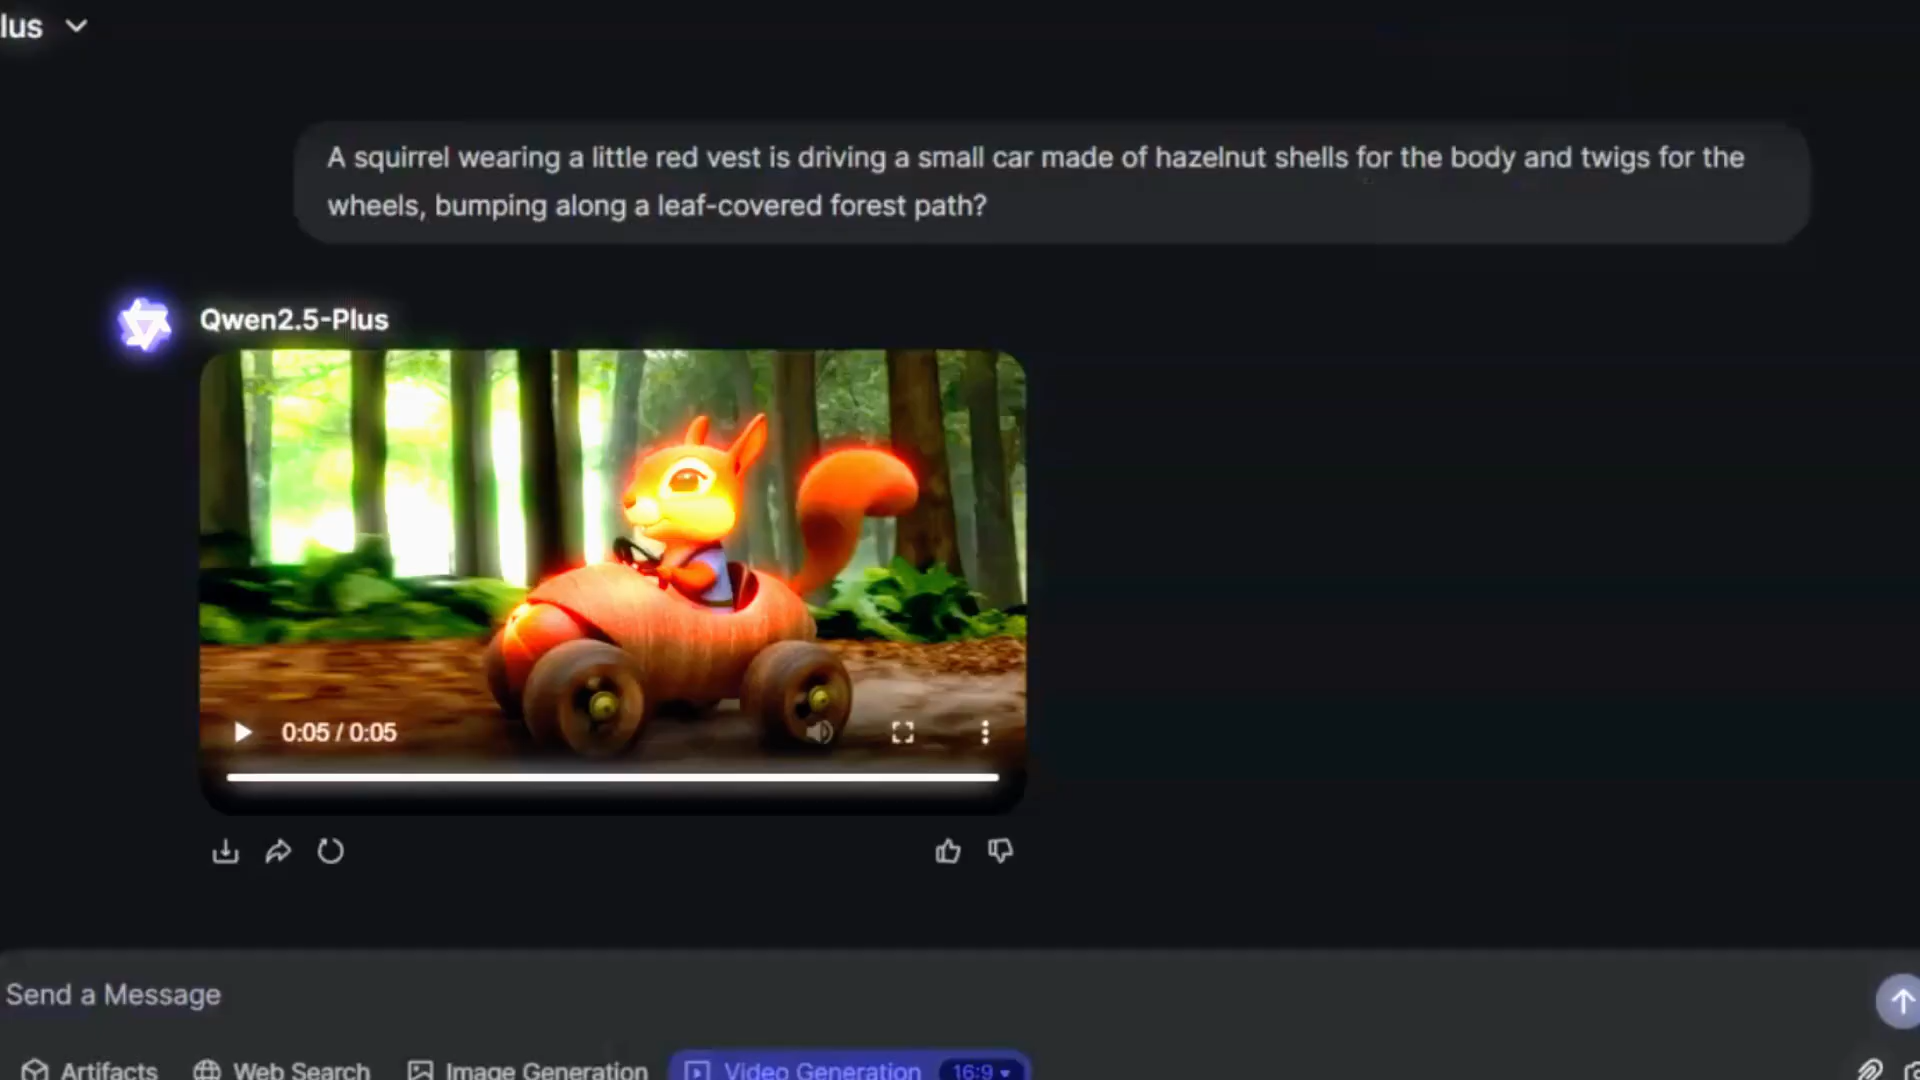 lus
A squirrel wearing a little red vest is driving a small car made of hazelnut shells for the body and twigs for the
wheels, bumping along a leaf-covered forest path?
Qwen2.5-Plus
0:05 / 0:05
Send a Message
Artifacts Web Search Image Generation Video Generation 16:9